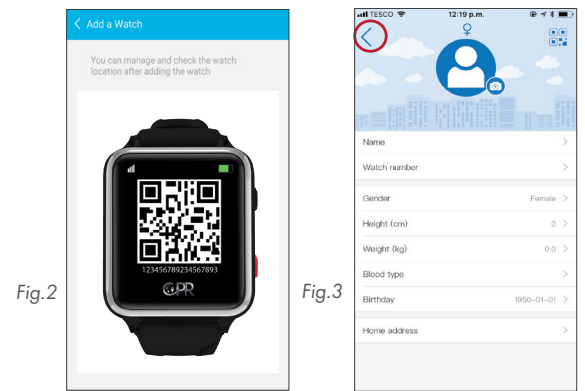 Add a Watch
You can manage and check the watch
location after adding the watch
123456789234567893
CPR
Fig.2
TESCO 12:19 p.m.
Name
Watch number
Gender Female
Height (cm) 0
Weight (kg) 0.0
Blood type
Birthday 1950-01-01
Home address
Fig.3